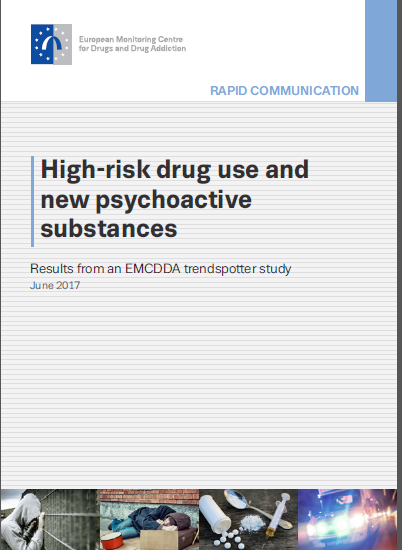 European Monitoring Centre
for Drugs and Drug Addiction
RAPID COMMUNICATION
High-risk drug use and
new psychoactive
substances
Results from an EMCDDA trendspotter study
June 2017